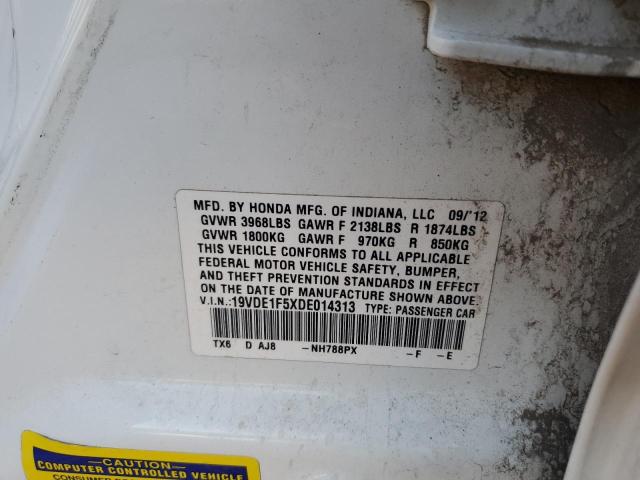 MFD. BY HONDA MFG. OF INDIANA, LLC 09/'12
GVWR 3968LBS GAWR F 2138LBS R 1874LBS
GVWR 1800KG GAWR F 970KG R 850KG
THIS VEHICLE CONFORMS TO ALL APPLICABLE
FEDERAL MOTOR VEHICLE SAFETY, BUMPER,
AND THEFT PREVENTION STANDARDS IN EFFECT
ON THE DATE OF MANUFACTURE SHOWN ABOVE.
V.I.N.:19VDE1F5XDE014313 TYPE: PASSENGER CAR
TX6 D AJ8 -NH788PX -F -E
-CAUTION-
COMPUTER CONTROLLED VEHICLE